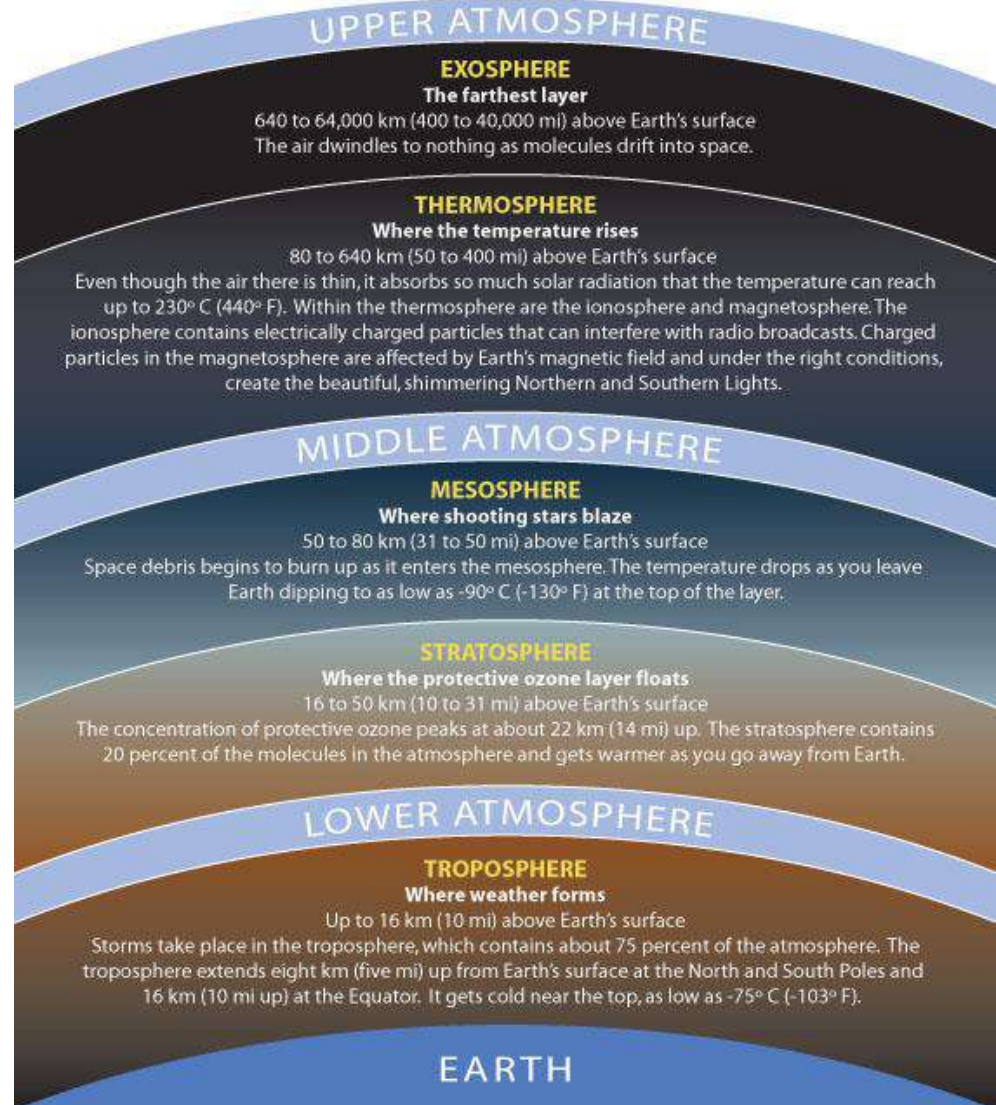 UPPER ATMOSPHERE
EXOSPHERE
The farthest layer
640 to 64,000 km (400 to 40,000 mi) above Earth's surface
The air dwindles to nothing as molecules drift into space.
THERMOSPHERE
Where the temperature rises
80 to 640 km (50 to 400 mi) above Earth's surface
Even though the air there is thin, it absorbs so much solar radiation that the temperature can reach
up to 230º C (440º F). Within the thermosphere are the ionosphere and magnetosphere. The
ionosphere contains electrically charged particles that can interfere with radio broadcasts. Charged
particles in the magnetosphere are affected by Earth's magnetic field and under the right conditions,
create the beautiful, shimmering Northern and Southern Lights.
MIDDLE ATMOSPHERE
MESOSPHERE
Where shooting stars blaze
50 to 80 km (31 to 50 mi) above Earth's surface
Space debris begins to burn up as it enters the mesosphere. The temperature drops as you leave
Earth dipping to as low as -90º C (-130º F) at the top of the layer.
STRATOSPHERE
Where the protective ozone layer floats
16 to 50 km (10 to 31 mi) above Earth's surface
The concentration of protective ozone peaks at about 22 km (14 mi) up. The stratosphere contains
20 percent of the molecules in the atmosphere and gets warmer as you go away from Earth.
LOWER ATMOSPHERE
TROPOSPHERE
Where weather forms
Up to 16 km (10 mi) above Earth's surface
Storms take place in the troposphere, which contains about 75 percent of the atmosphere. The
troposphere extends eight km (five mi) up from Earth's surface at the North and South Poles and
16 km (10 mi up) at the Equator. It gets cold near the top, as low as -75º C (-103º F).
EARTH